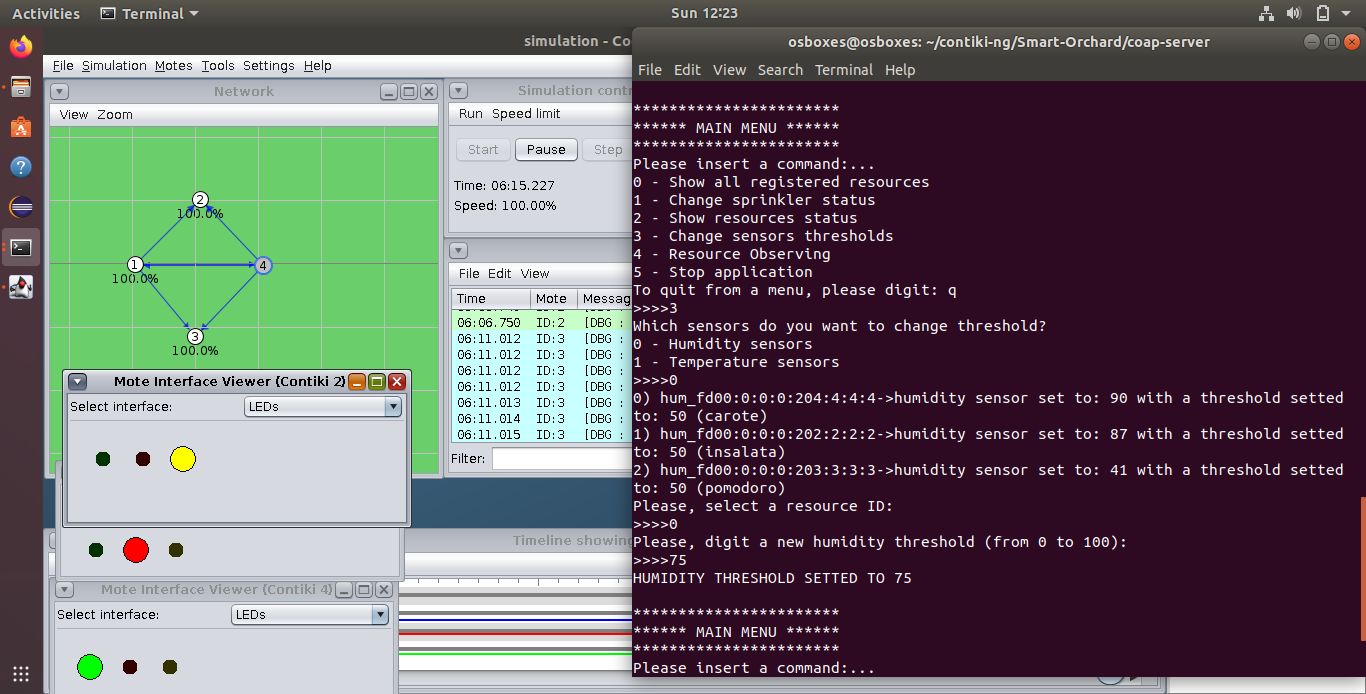 Activities Terminal Sun 12:23
simulation - Co
File Simulation Motes Tools Settings Help
Network
View Zoom
2
100.0%
1
100.0%
4
3
100.0%
Simulation contr
Run Speed limit
Start Pause Step
Time: 06:15.227
Speed: 100.00%
File Edit View
Time Mote Messag
06:06.750 ID:2 [DBG :
06:11.012 ID:3 [DBG :
06:11.012 ID:3 [DBG :
06:11.012 ID:3 [DBG :
06:11.012 ID:3 [DBG :
06:11.013 ID:3 [DBG :
06:11.014 ID:3 [DBG :
06:11.015 ID:3 [DBG :
Filter:
Mote Interface Viewer (Contiki 2)
Select interface: LEDs
Timeline showing
Mote Interface Viewer (Contiki 4)
Select interface: LEDs
osboxes@osboxes: ~/contiki-ng/Smart-Orchard/coap-server
File Edit View Search Terminal Help
***********************
****** MAIN MENU ******
***********************
Please insert a command:...
0 - Show all registered resources
1 - Change sprinkler status
2 - Show resources status
3 - Change sensors thresholds
4 - Resource Observing
5 - Stop application
To quit from a menu, please digit: q
>>>>3
Which sensors do you want to change threshold?
0 - Humidity sensors
1 - Temperature sensors
>>>>0
0) hum_fd00:0:0:0:204:4:4:4->humidity sensor set to: 90 with a threshold setted
to: 50 (carote)
1) hum_fd00:0:0:0:202:2:2:2->humidity sensor set to: 87 with a threshold setted
to: 50 (insalata)
2) hum_fd00:0:0:0:203:3:3:3->humidity sensor set to: 41 with a threshold setted
to: 50 (pomodoro)
Please, select a resource ID:
>>>>0
Please, digit a new humidity threshold (from 0 to 100):
>>>>75
HUMIDITY THRESHOLD SETTED TO 75
***********************
****** MAIN MENU ******
***********************
Please insert a command:...